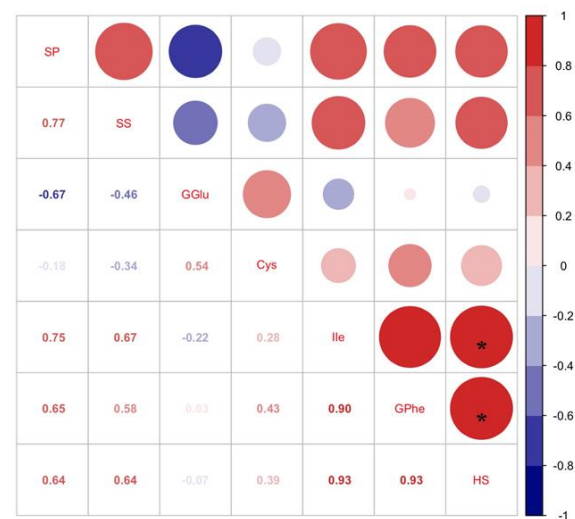 SP
0.77 SS
-0.67 -0.46 GGlu
-0.18 -0.34 0.54 Cys
0.75 0.67 -0.22 0.28 Ile *
0.65 0.58 0.03 0.43 0.90 GPhe *
0.64 0.64 -0.07 0.39 0.93 0.93 HS
1
0.8
0.6
0.4
0.2
0
-0.2
-0.4
-0.6
-0.8
-1